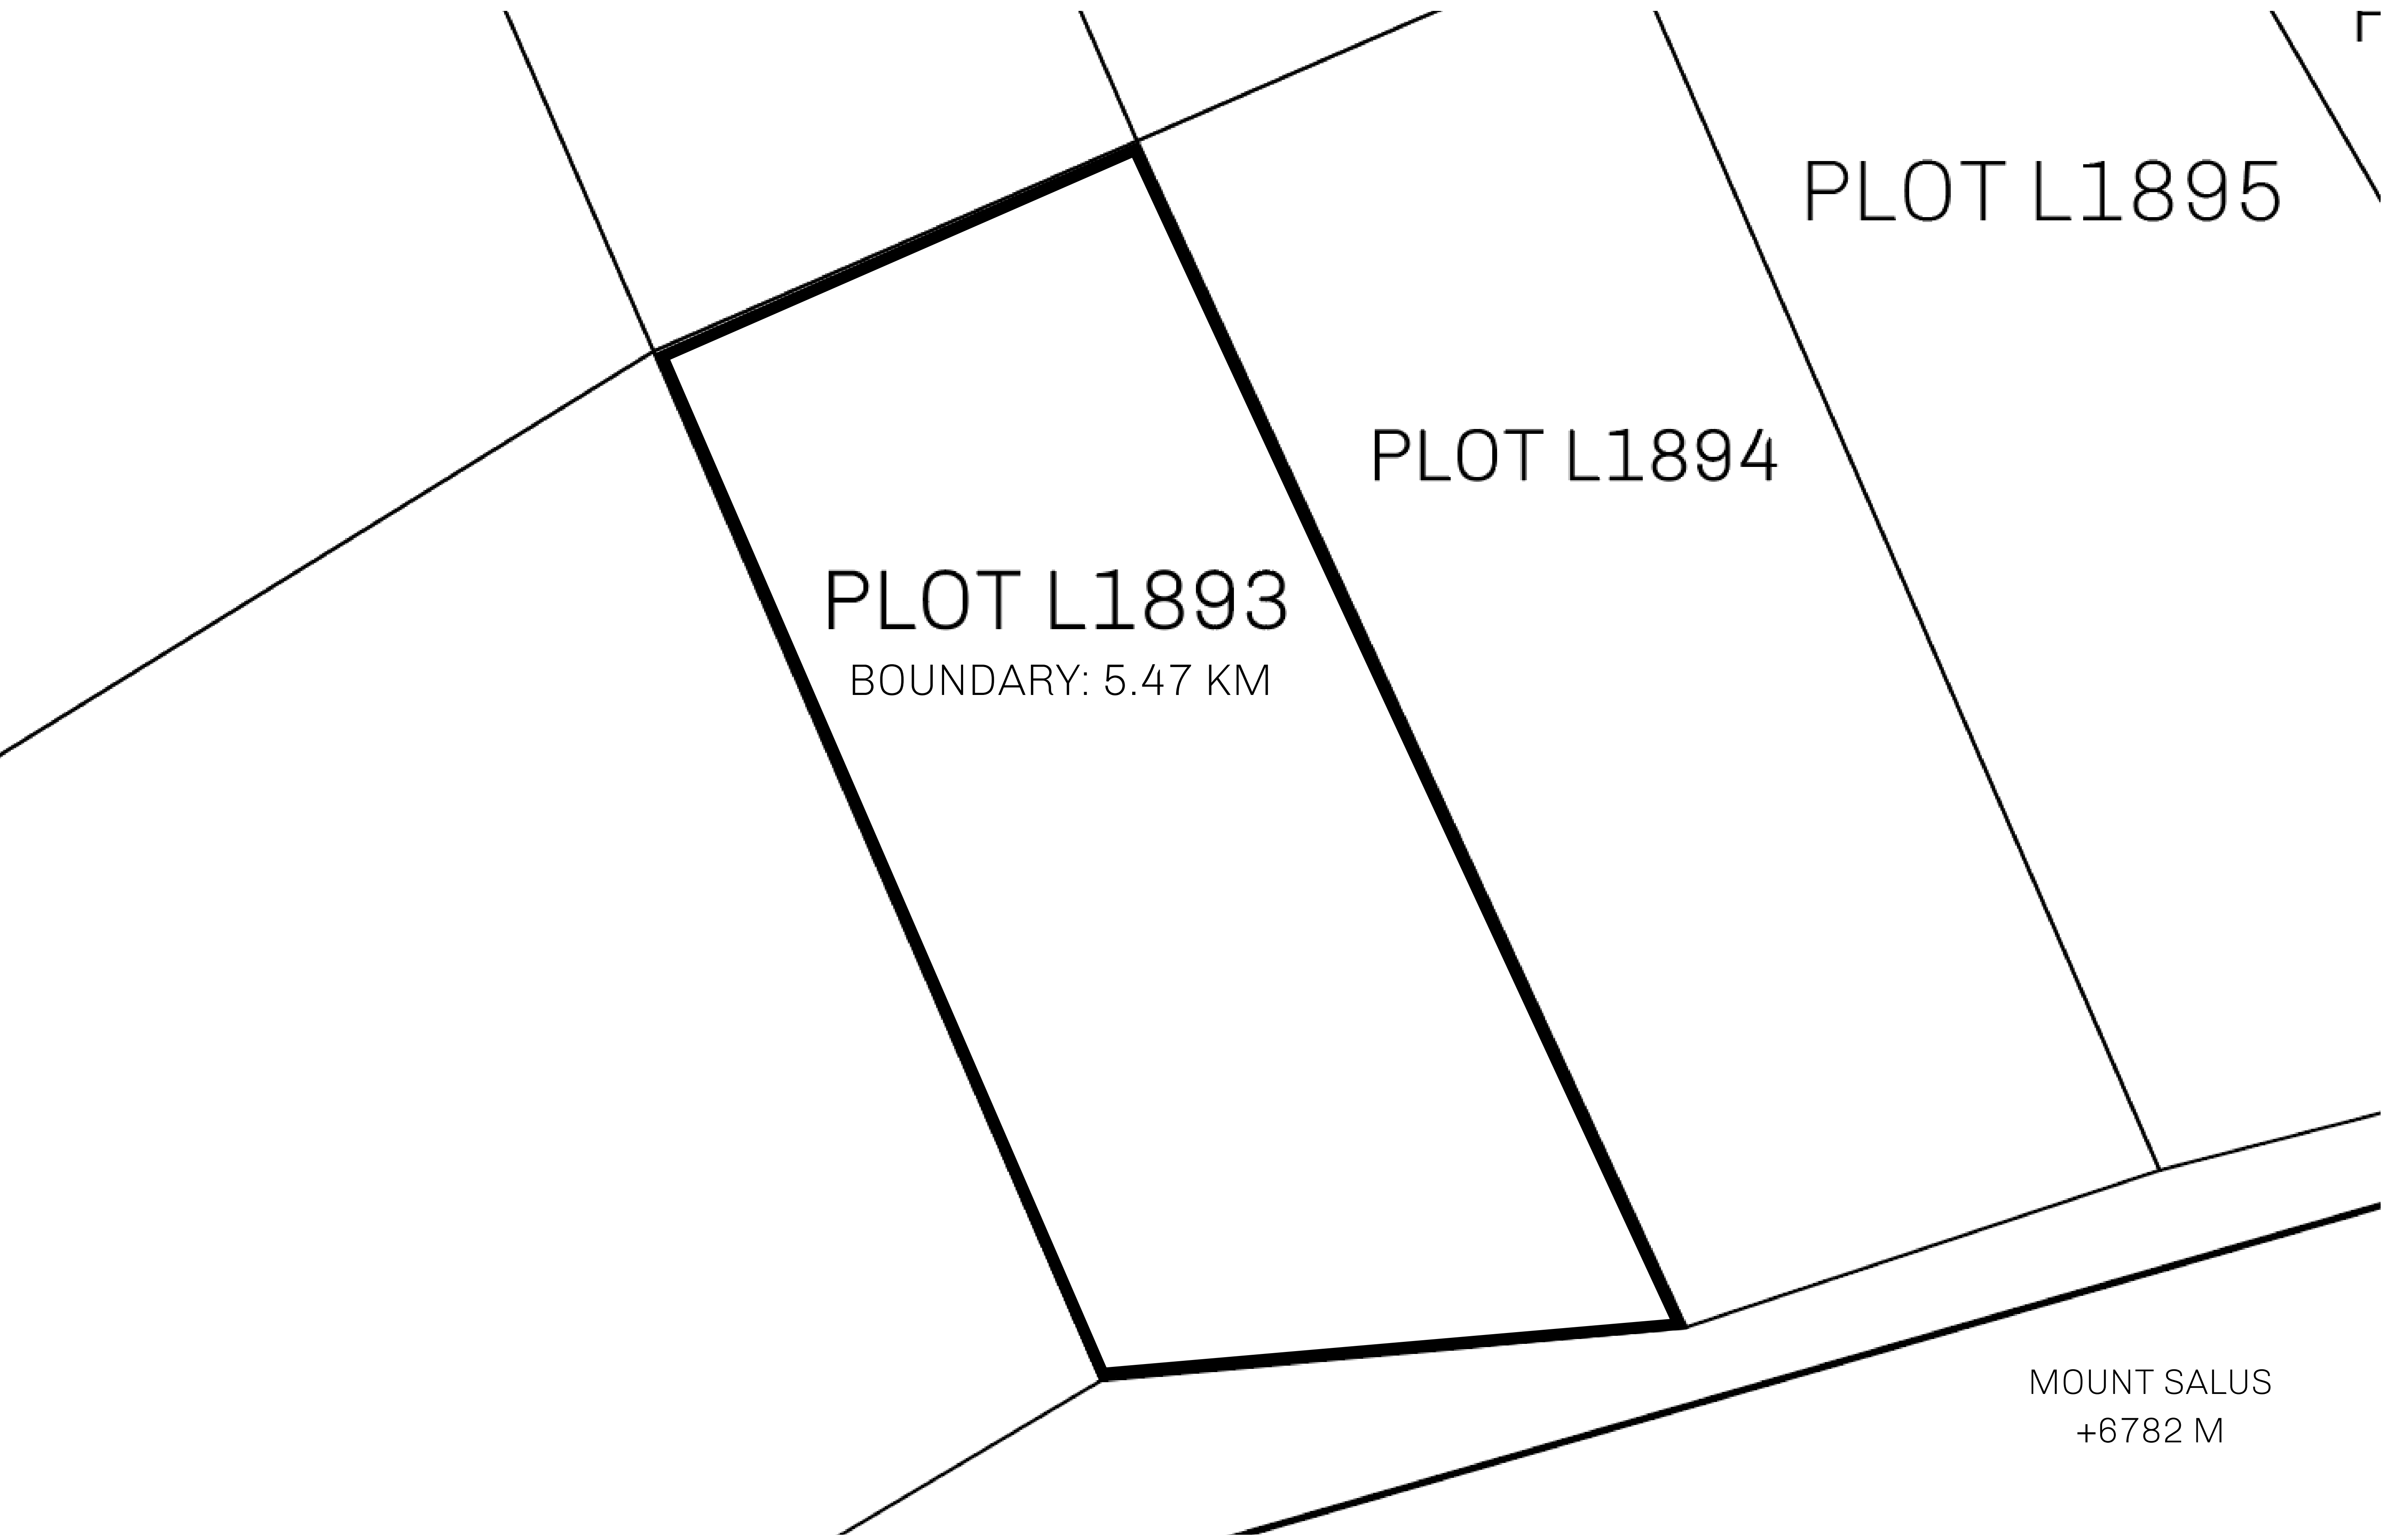 PLOT L1895
PLOT L1894
PLOT L1893
BOUNDARY: 5.47 KM
MOUNT SALUS
+6782 M